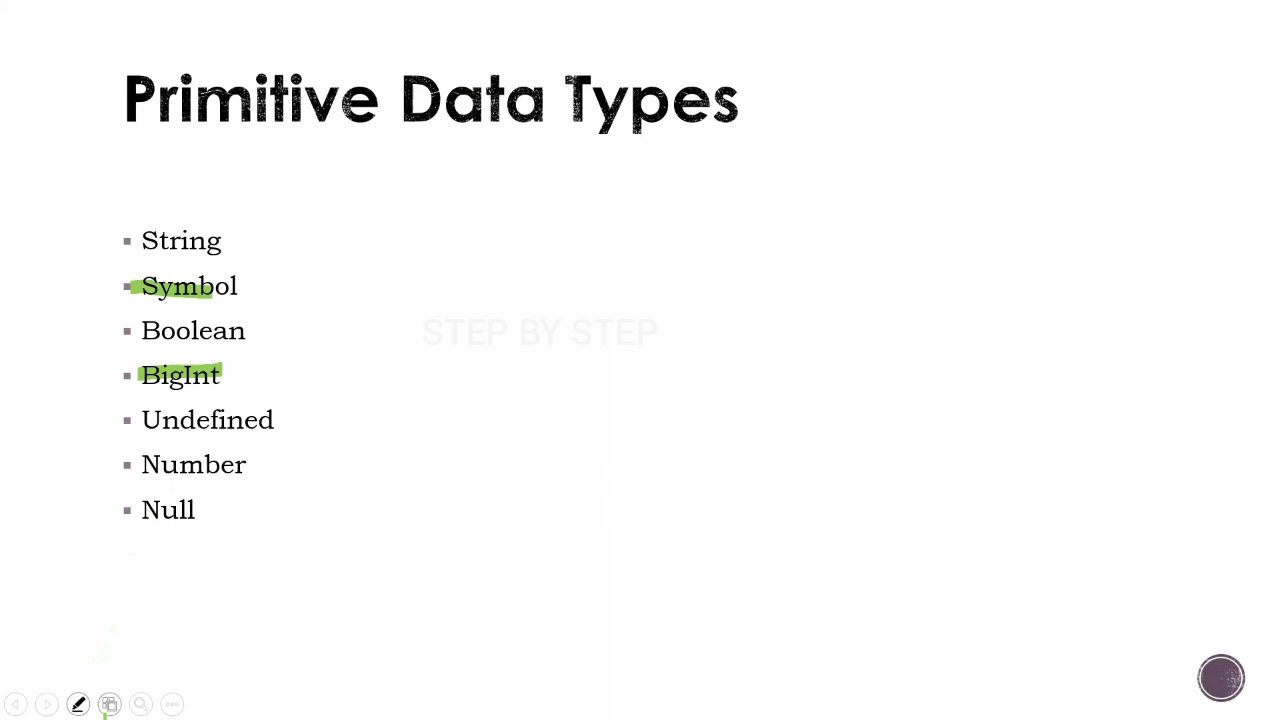 Primitive Data Types
String
Symbol
Boolean
STEP BY STEP
BigInt
Undefined
Number
Null